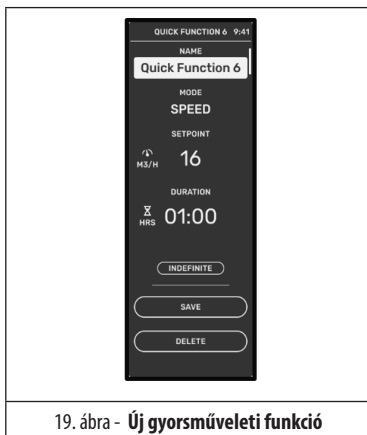 QUICK FUNCTION 6 9:41
NAME
Quick Function 6
MODE
SPEED
SETPOINT
M3/H 16
DURATION
HRS 01:00
INDEFINITE
SAVE
DELETE
19. ábra - Új gyorsműveleti funkció